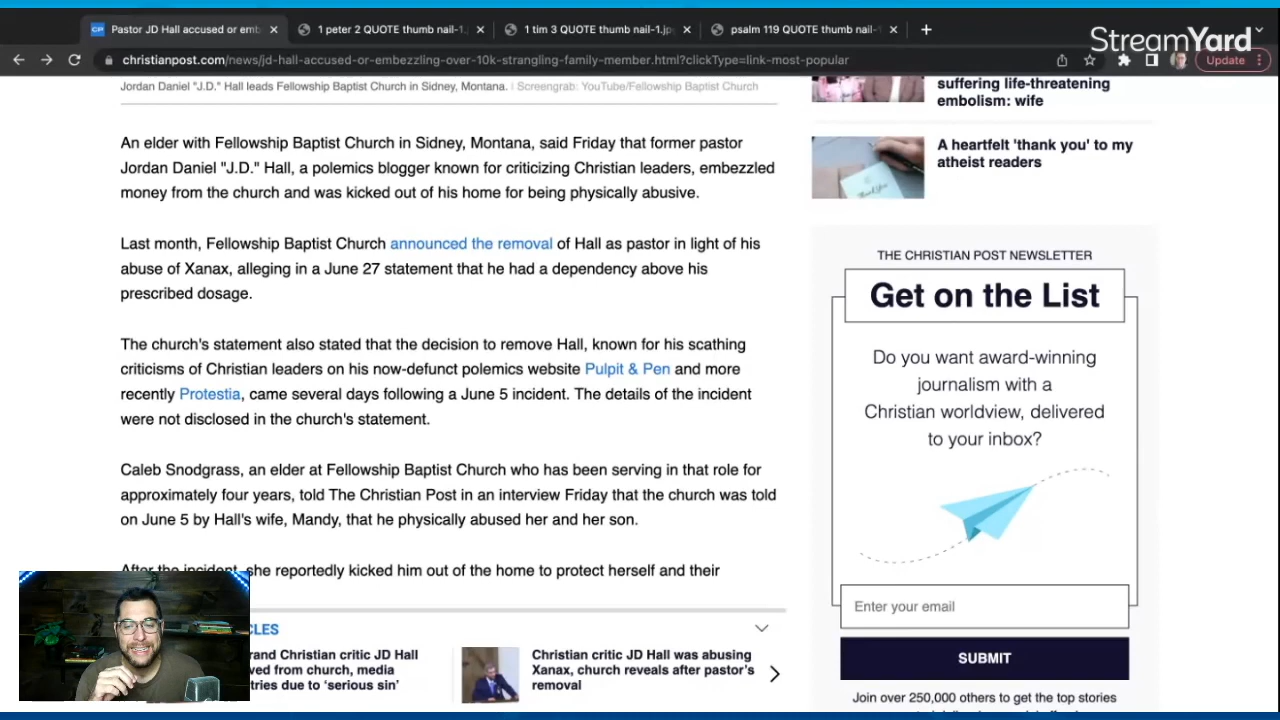 Pastor JD Hall accused or emb
1 peter 2 QUOTE thumb nail-1.j
1 tim 3 QUOTE thumb nail-1.jpg
psalm 119 QUOTE thumb nail-
StreamYard
christianpost.com/news/jd-hall-accused-or-embezzling-over-10k-strangling-family-member.html?clickType=link-most-popular
Update
Jordan Daniel "J.D." Hall leads Fellowship Baptist Church in Sidney, Montana. | Screengrab: YouTube/Fellowship Baptist Church
An elder with Fellowship Baptist Church in Sidney, Montana, said Friday that former pastor
Jordan Daniel "J.D." Hall, a polemics blogger known for criticizing Christian leaders, embezzled
money from the church and was kicked out of his home for being physically abusive.
Last month, Fellowship Baptist Church announced the removal of Hall as pastor in light of his
abuse of Xanax, alleging in a June 27 statement that he had a dependency above his
prescribed dosage.
The church's statement also stated that the decision to remove Hall, known for his scathing
criticisms of Christian leaders on his now-defunct polemics website Pulpit & Pen and more
recently Protestia, came several days following a June 5 incident. The details of the incident
were not disclosed in the church's statement.
Caleb Snodgrass, an elder at Fellowship Baptist Church who has been serving in that role for
approximately four years, told The Christian Post in an interview Friday that the church was told
on June 5 by Hall's wife, Mandy, that he physically abused her and her son.
After the incident, she reportedly kicked him out of the home to protect herself and their
CLES
rand Christian critic JD Hall
ved from church, media
tries due to ‘serious sin’
Christian critic JD Hall was abusing
Xanax, church reveals after pastor’s
removal
suffering life-threatening
embolism: wife
A heartfelt 'thank you' to my
atheist readers
THE CHRISTIAN POST NEWSLETTER
Get on the List
Do you want award-winning
journalism with a
Christian worldview, delivered
to your inbox?
Enter your email
SUBMIT
Join over 250,000 others to get the top stories